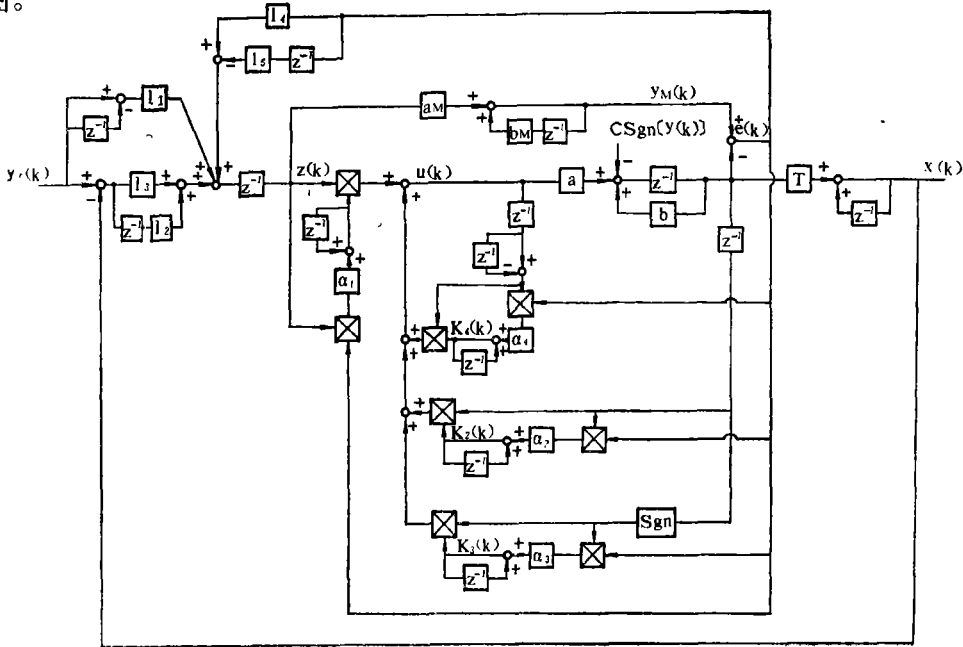 l₄
l₅ z⁻¹
l₁
z⁻¹
yᵣ(k)
l₃
z⁻¹ l₂
z⁻¹
z(k)
aM
bM z⁻¹
yM(k)
e(k)
CSgn[y(k)]
u(k)
a
z⁻¹
b
T
z⁻¹
x(k)
z⁻¹
α₁
z⁻¹
z⁻¹
z⁻¹
K₄(k)
z⁻¹
α₄
K₂(k)
z⁻¹
α₂
Sgn
K₃(k)
z⁻¹
α₃